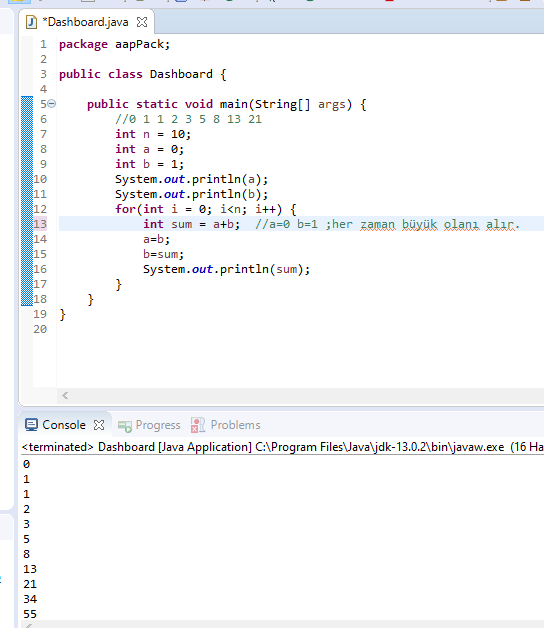 *Dashboard.java
1 package aapPack;
2
3 public class Dashboard {
4
5 public static void main(String[] args) {
6 //0 1 1 2 3 5 8 13 21
7 int n = 10;
8 int a = 0;
9 int b = 1;
10 System.out.println(a);
11 System.out.println(b);
12 for(int i = 0; i<n; i++) {
13 int sum = a+b; //a=0 b=1 ;her zaman büyük olanı alır.
14 a=b;
15 b=sum;
16 System.out.println(sum);
17 }
18 }
19 }
20
Console Progress Problems
<terminated> Dashboard [Java Application] C:\Program Files\Java\jdk-13.0.2\bin\javaw.exe (16 Ha
0
1
1
2
3
5
8
13
21
34
55